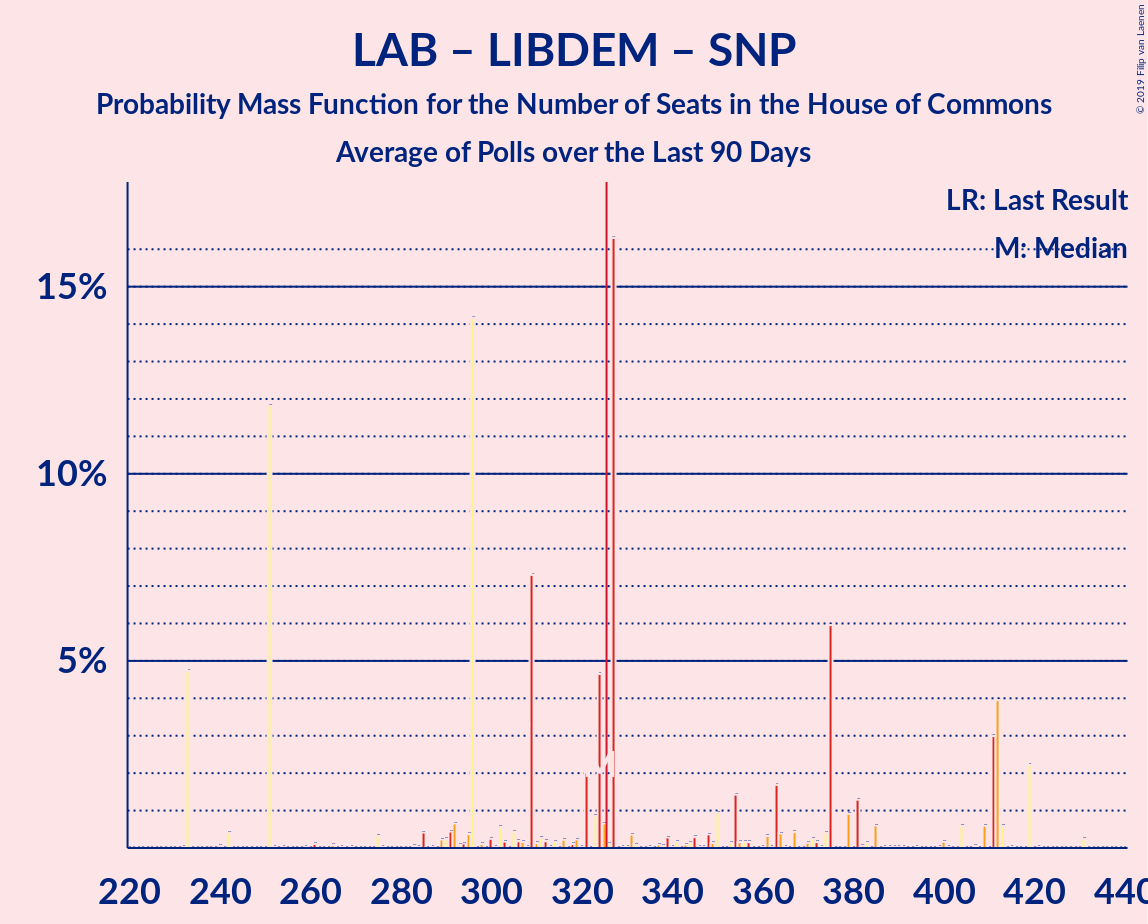 LAB – LIBDEM – SNP
Probability Mass Function for the Number of Seats in the House of Commons
Average of Polls over the Last 90 Days
© 2019 Filip van Laenen
LR: Last Result
M: Median
15%
10%
5%
220 240 260 280 300 320 340 360 380 400 420 440